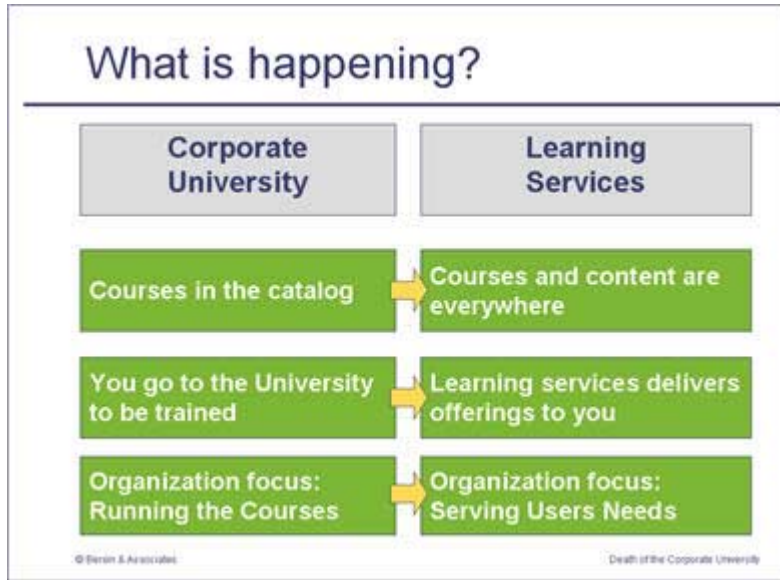 What is happening?
Corporate
University
Learning
Services
Courses in the catalog
Courses and content are
everywhere
You go to the University
to be trained
Learning services delivers
offerings to you
Organization focus:
Running the Courses
Organization focus:
Serving Users Needs
© Bersin & Associates
Death of the Corporate University